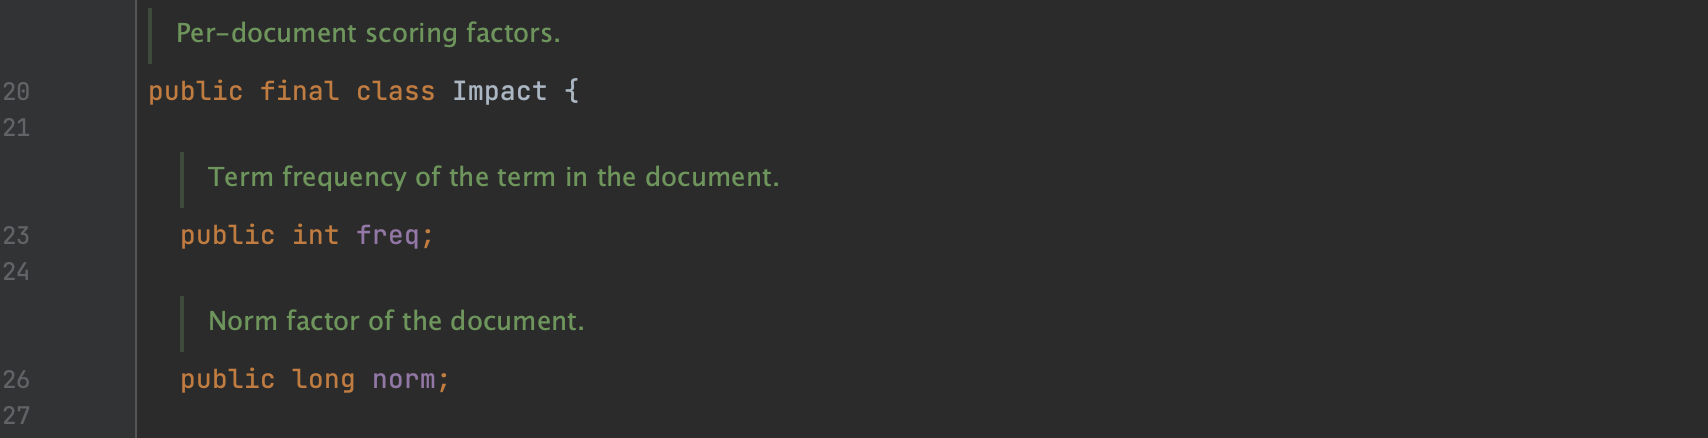 Per-document scoring factors.
20 public final class Impact {
21
Term frequency of the term in the document.
23 public int freq;
24
Norm factor of the document.
26 public long norm;
27